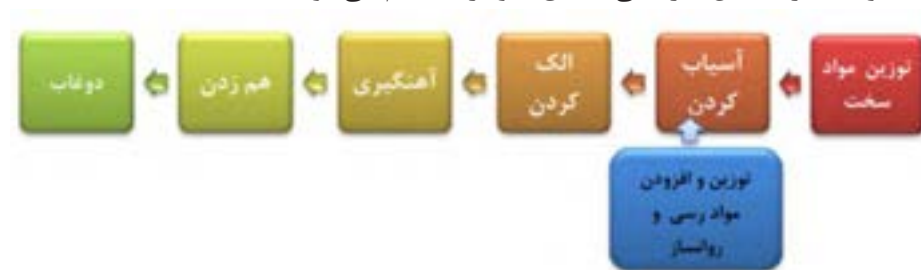 توزین مواد
سخت
آسیاب
کردن
الک
کردن
آهنگیری
هم زدن
دوغاب
توزین و افزودن
مواد رسی و
روانساز